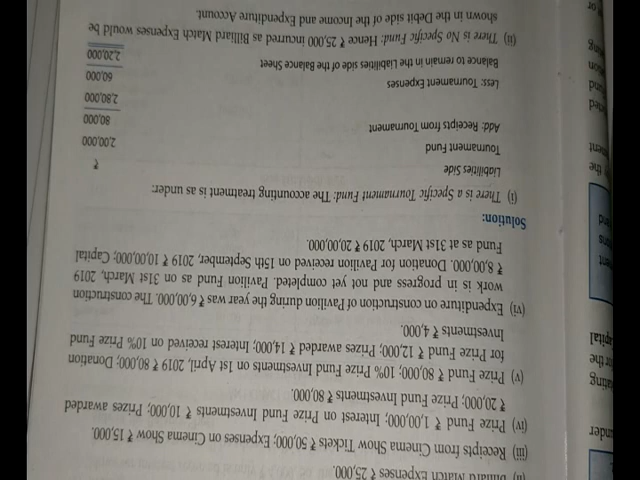 (ii) Billiard Match Expenses ₹ 25,000.
(iii) Receipts from Cinema Show Tickets ₹ 50,000; Expenses on Cinema Show ₹ 15,000.
(iv) Prize Fund ₹ 1,00,000; Interest on Prize Fund Investments ₹ 10,000; Prizes awarded
₹ 20,000; Prize Fund Investments ₹ 80,000.
(v) Prize Fund ₹ 80,000; 10% Prize Fund Investments on 1st April, 2019 ₹ 80,000; Donation
for Prize Fund ₹ 12,000; Prizes awarded ₹ 14,000; Interest received on 10% Prize Fund
Investments ₹ 4,000.
(vi) Expenditure on construction of Pavilion during the year was ₹ 6,00,000. The construction
work is in progress and not yet completed. Pavilion Fund as on 31st March, 2019
₹ 8,00,000. Donation for Pavilion received on 15th September, 2019 ₹ 10,00,000; Capital
Fund as at 31st March, 2019 ₹ 20,00,000.
Solution:
(i) There is a Specific Tournament Fund: The accounting treatment is as under:
Liabilities Side ₹
Tournament Fund 2,00,000
Add: Receipts from Tournament 80,000
2,80,000
Less: Tournament Expenses 60,000
Balance to remain in the Liabilities side of the Balance Sheet 2,20,000
(ii) There is No Specific Fund: Hence ₹ 25,000 incurred as Billiard Match Expenses would be
shown in the Debit side of the Income and Expenditure Account.
under
for the
the
or